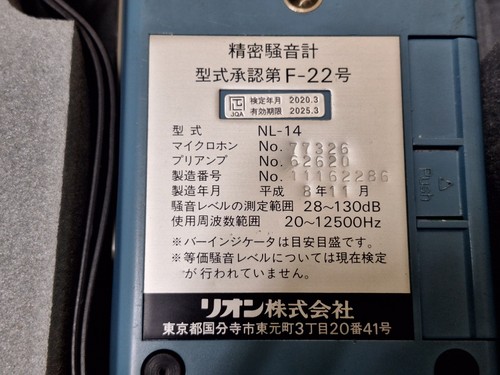 精密騒音計
型式承認第F-22号
JQA 検定年月 2020.3
有効期限 2025.3
型式 NL-14
マイクロホン No. 77326
プリアンプ No. 62620
製造番号 No. 11162286
製造年月 平成 8年11月
騒音レベルの測定範囲 28~130dB
使用周波数範囲 20~12500Hz
※バーインジケータは目安目盛です。
※等価騒音レベルについては現在検定
が行われていません。
リオン株式会社
東京都国分寺市東元町3丁目20番41号
Push